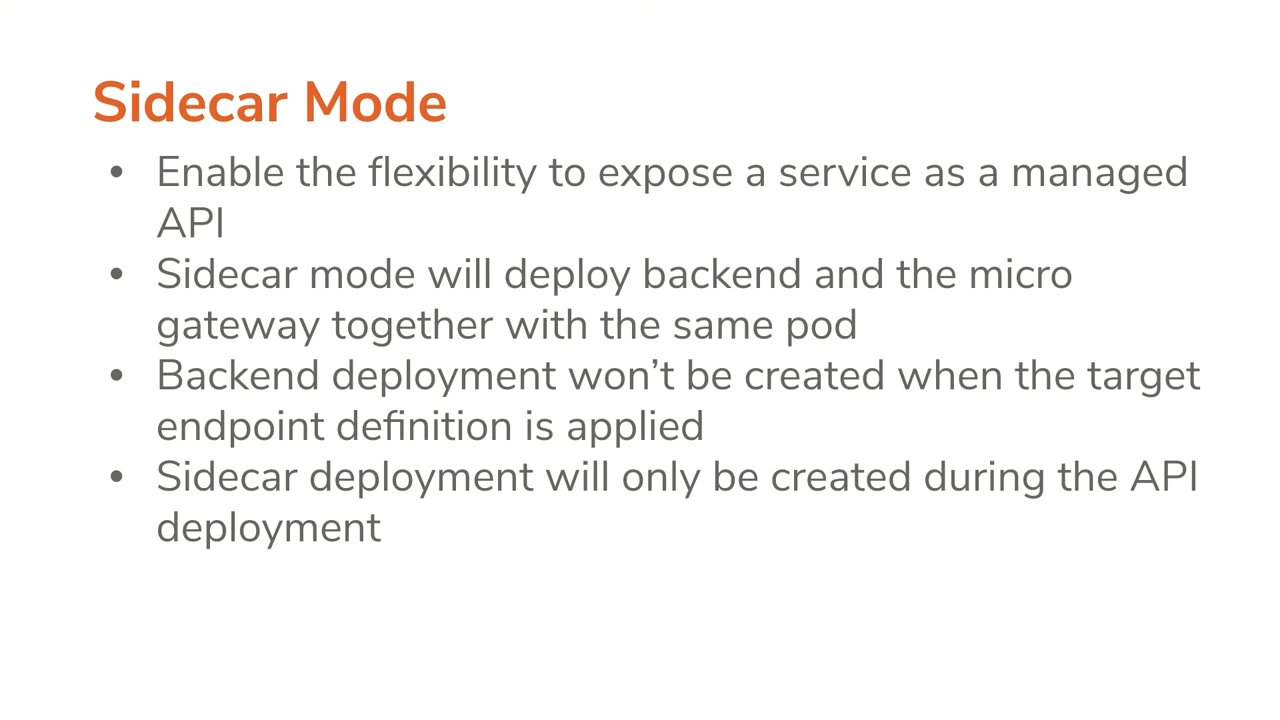 Sidecar Mode
• Enable the flexibility to expose a service as a managed
API
• Sidecar mode will deploy backend and the micro
gateway together with the same pod
• Backend deployment won’t be created when the target
endpoint definition is applied
• Sidecar deployment will only be created during the API
deployment